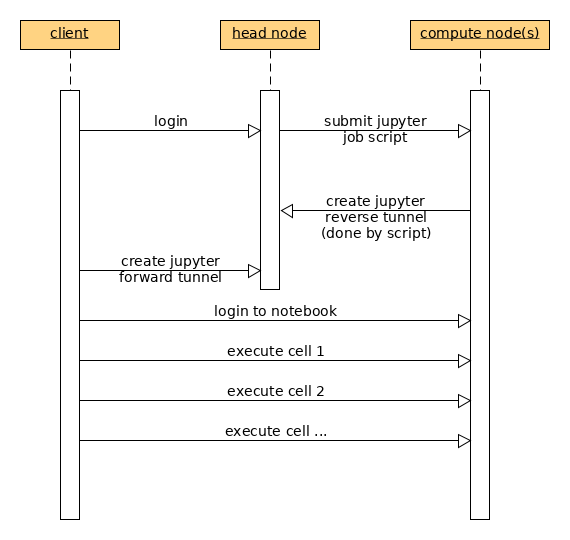 client
head node
compute node(s)
login
submit jupyter
job script
create jupyter
reverse tunnel
(done by script)
create jupyter
forward tunnel
login to notebook
execute cell 1
execute cell 2
execute cell ...